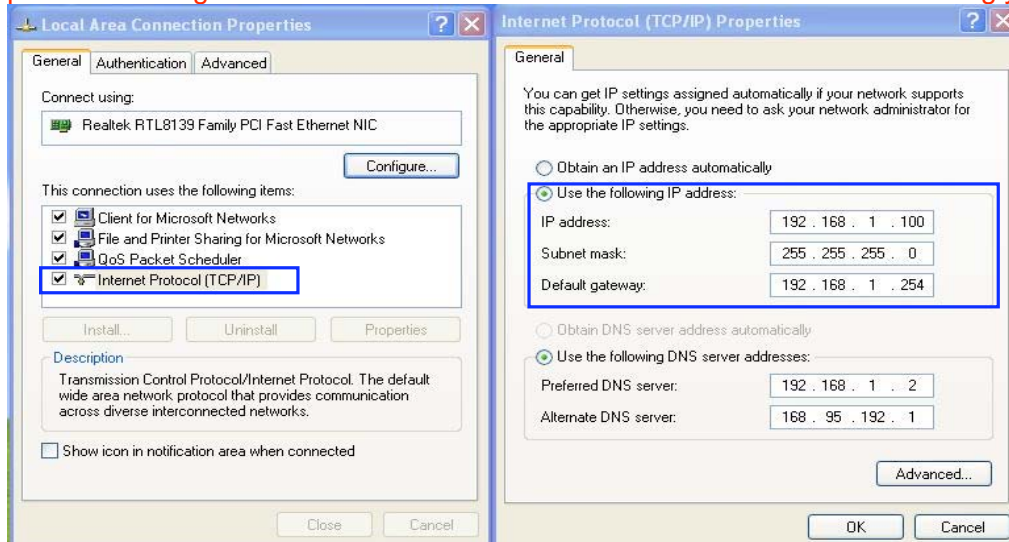 Local Area Connection Properties
General Authentication Advanced
Connect using:
Realtek RTL8139 Family PCI Fast Ethernet NIC
Configure...
This connection uses the following items:
Client for Microsoft Networks
File and Printer Sharing for Microsoft Networks
QoS Packet Scheduler
Internet Protocol (TCP/IP)
Install... Uninstall Properties
Description
Transmission Control Protocol/Internet Protocol. The default
wide area network protocol that provides communication
across diverse interconnected networks.
Show icon in notification area when connected
Close Cancel
Internet Protocol (TCP/IP) Properties
General
You can get IP settings assigned automatically if your network supports
this capability. Otherwise, you need to ask your network administrator for
the appropriate IP settings.
Obtain an IP address automatically
Use the following IP address:
IP address: 192 . 168 . 1 . 100
Subnet mask: 255 . 255 . 255 . 0
Default gateway: 192 . 168 . 1 . 254
Obtain DNS server address automatically
Use the following DNS server addresses:
Preferred DNS server: 192 . 168 . 1 . 2
Alternate DNS server: 168 . 95 . 192 . 1
Advanced...
OK Cancel